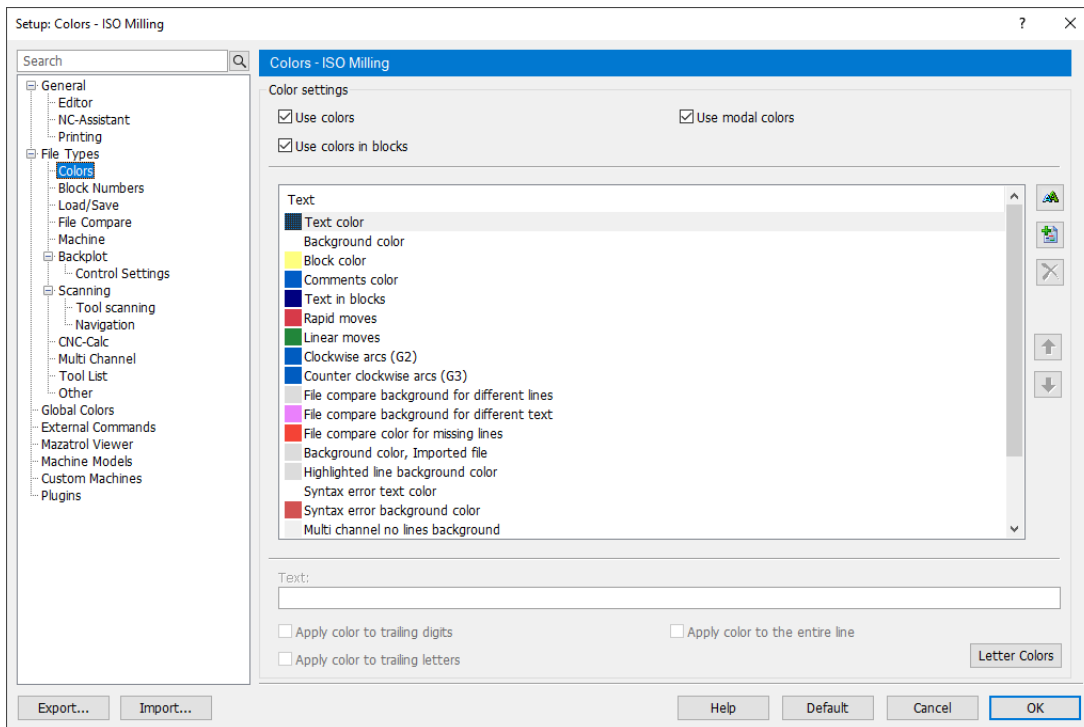 Setup: Colors - ISO Milling
?
Search
General
Editor
NC-Assistant
Printing
File Types
Colors
Block Numbers
Load/Save
File Compare
Machine
Backplot
Control Settings
Scanning
Tool scanning
Navigation
CNC-Calc
Multi Channel
Tool List
Other
Global Colors
External Commands
Mazatrol Viewer
Machine Models
Custom Machines
Plugins
Colors - ISO Milling
Color settings
Use colors
Use modal colors
Use colors in blocks
Text
Text color
Background color
Block color
Comments color
Text in blocks
Rapid moves
Linear moves
Clockwise arcs (G2)
Counter clockwise arcs (G3)
File compare background for different lines
File compare background for different text
File compare color for missing lines
Background color, Imported file
Highlighted line background color
Syntax error text color
Syntax error background color
Multi channel no lines background
Text:
Apply color to trailing digits
Apply color to the entire line
Apply color to trailing letters
Letter Colors
Export...
Import...
Help
Default
Cancel
OK